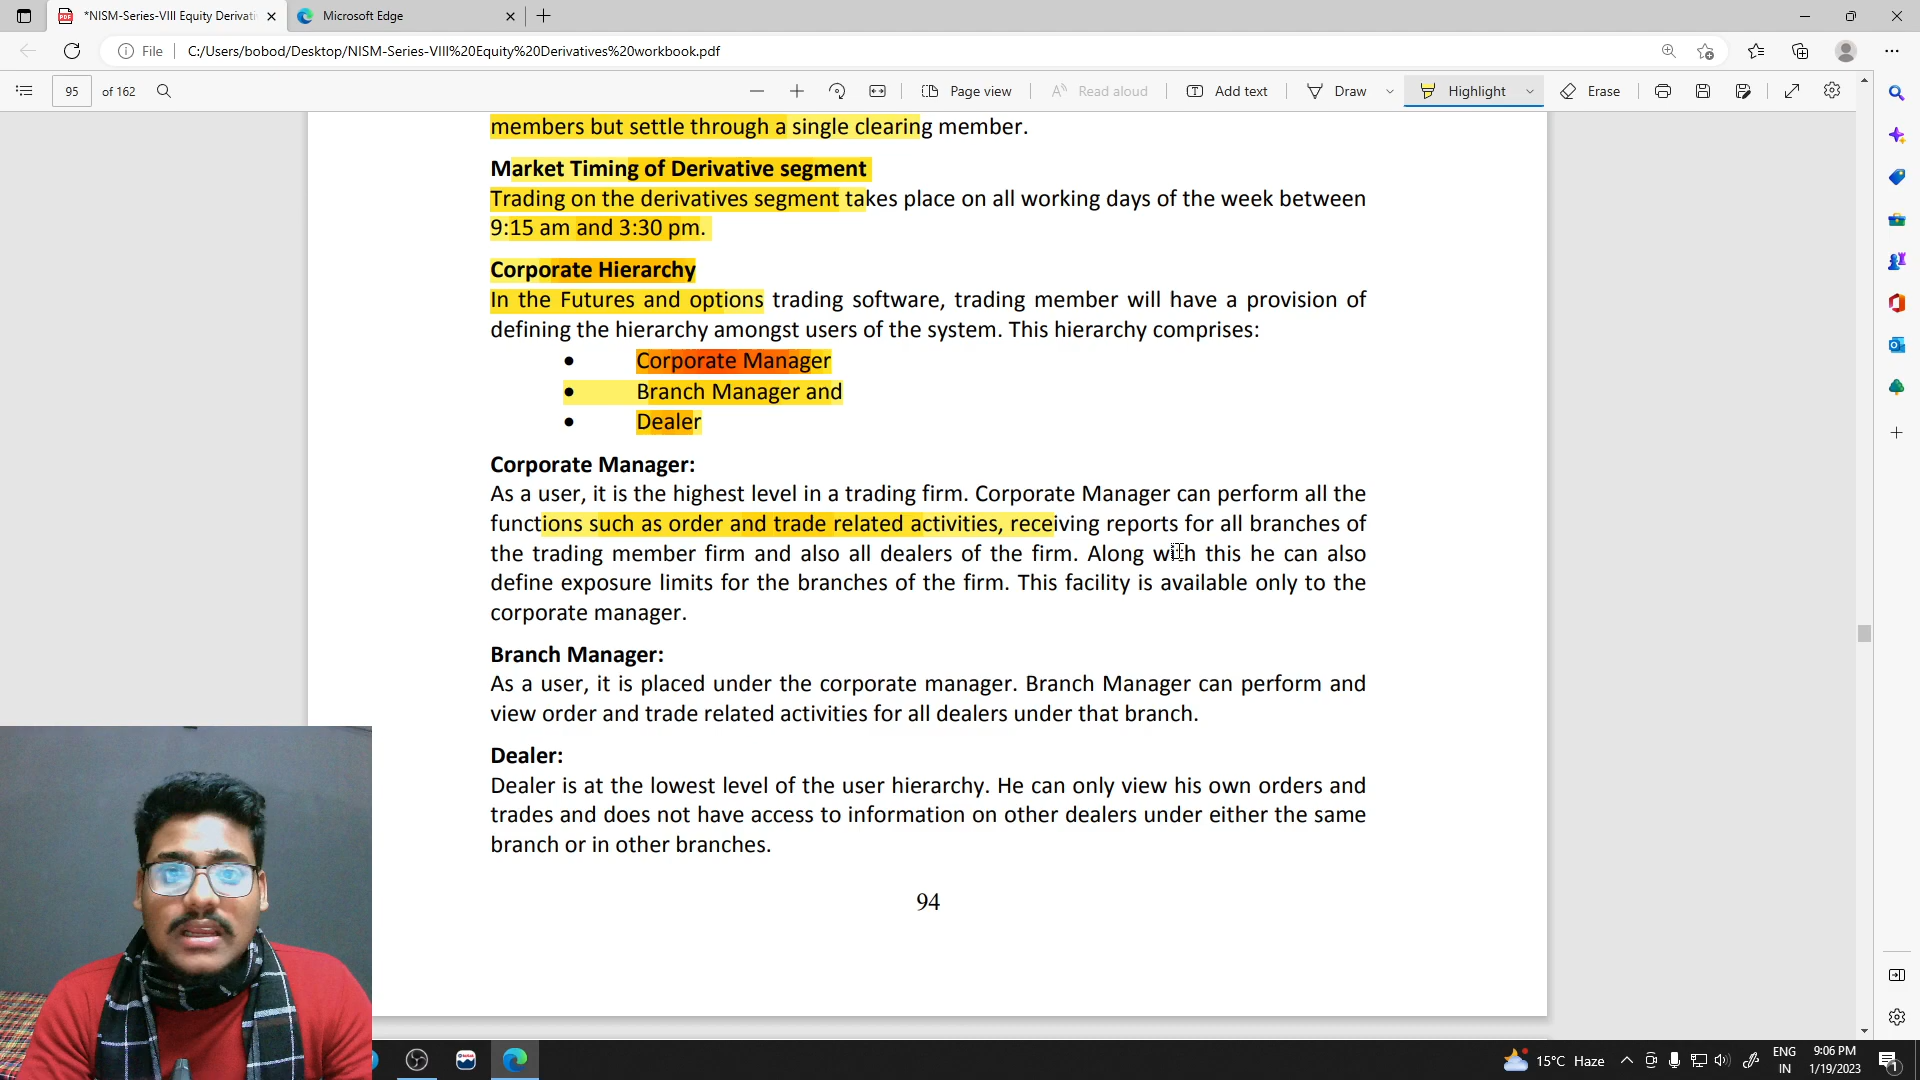 *NISM-Series-VIII Equity Derivati
Microsoft Edge
File
C:/Users/bobod/Desktop/NISM-Series-VIII%20Equity%20Derivatives%20workbook.pdf
95
of 162
Page view
Read aloud
Add text
Draw
Highlight
Erase
members but settle through a single clearing member.
Market Timing of Derivative segment
Trading on the derivatives segment takes place on all working days of the week between
9:15 am and 3:30 pm.
Corporate Hierarchy
In the Futures and options trading software, trading member will have a provision of
defining the hierarchy amongst users of the system. This hierarchy comprises:
• Corporate Manager
• Branch Manager and
• Dealer
Corporate Manager:
As a user, it is the highest level in a trading firm. Corporate Manager can perform all the
functions such as order and trade related activities, receiving reports for all branches of
the trading member firm and also all dealers of the firm. Along with this he can also
define exposure limits for the branches of the firm. This facility is available only to the
corporate manager.
Branch Manager:
As a user, it is placed under the corporate manager. Branch Manager can perform and
view order and trade related activities for all dealers under that branch.
Dealer:
Dealer is at the lowest level of the user hierarchy. He can only view his own orders and
trades and does not have access to information on other dealers under either the same
branch or in other branches.
94
15°C Haze
ENG
IN
9:06 PM
1/19/2023
1